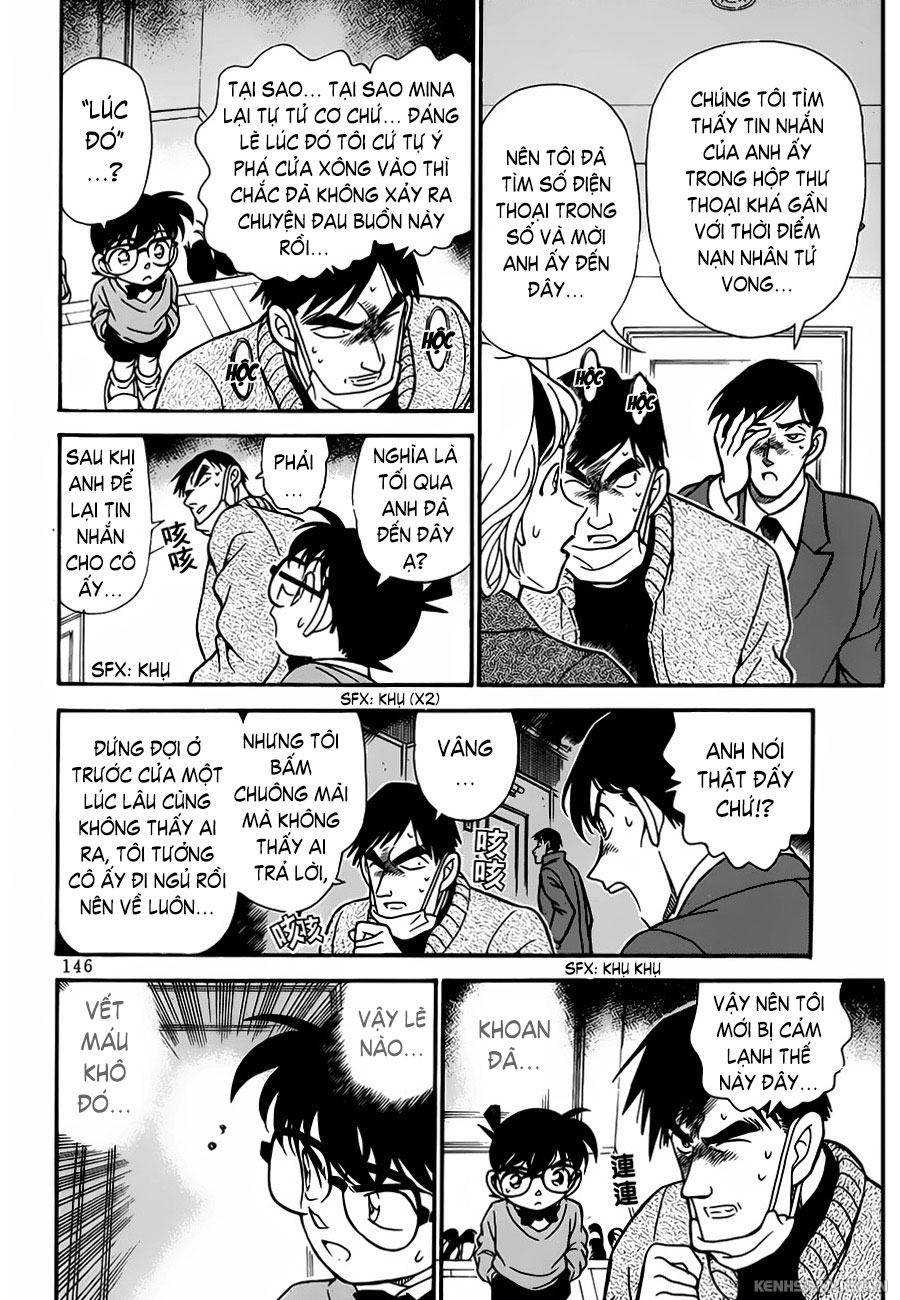 CHÚNG TÔI TÌM
THẤY TIN NHẮN
CỦA ANH ẤY
TRONG HỘP THƯ
THOẠI KHÁ GẦN
VỚI THỜI ĐIỂM
NẠN NHÂN TỬ
VONG...
NÊN TÔI ĐÃ
TÌM SỐ ĐIỆN
THOẠI TRONG
SỔ VÀ MỜI
ANH ẤY ĐẾN
ĐÂY...
HỘC
HỘC
TẠI SAO... TẠI SAO MINA
LẠI TỰ TỬ CƠ CHỨ... ĐÁNG
LẼ LÚC ĐÓ TÔI CỨ TỰ Ý
PHÁ CỬA XÔNG VÀO THÌ
CHẮC ĐÃ KHÔNG XẢY RA
CHUYỆN ĐAU BUỒN NÀY
RỒI...
HỘC
HỘC
"LÚC
ĐÓ"
...?
NGHĨA LÀ
TỐI QUA
ANH ĐÃ
ĐẾN ĐÂY
Ạ?
PHẢI
...
SAU KHI
ANH ĐỂ
LẠI TIN
NHẮN
CHO CÔ
ẤY...
咳
咳
SFX: KHỤ
SFX: KHỤ (X2)
ANH NÓI
THẬT ĐẤY
CHỨ!?
VÂNG
...
咳
咳
NHƯNG TÔI
BẤM
CHUÔNG MÃI
MÀ KHÔNG
THẤY AI
TRẢ LỜI,
咳咳
ĐỨNG ĐỢI Ở
TRƯỚC CỬA MỘT
LÚC LÂU CŨNG
KHÔNG THẤY AI
RA, TÔI TƯỞNG
CÔ ẤY ĐI NGỦ RỒI
NÊN VỀ LUÔN...
146
SFX: KHỤ KHỤ
VẬY NÊN TÔI
MỚI BỊ CẢM
LẠNH THẾ
NÀY ĐÂY...
KHOAN
ĐÃ...
連
連
VẬY LẼ
NÀO...
VẾT
MÁU
KHÔ
ĐÓ...